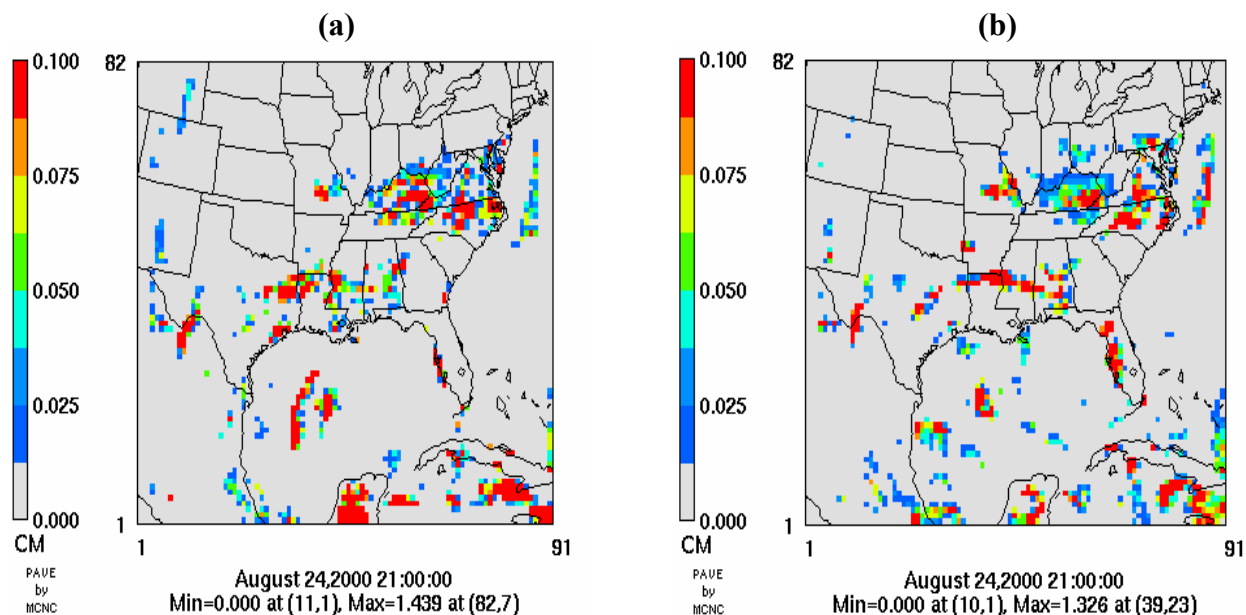 (a)
0.100
0.075
0.050
0.025
0.000
CM
PAVE
by
MCNC
82
1
1
91
August 24,2000 21:00:00
Min=0.000 at (11,1), Max=1.439 at (82,7)
(b)
0.100
0.075
0.050
0.025
0.000
CM
PAVE
by
MCNC
82
1
1
91
August 24,2000 21:00:00
Min=0.000 at (10,1), Max=1.326 at (39,23)